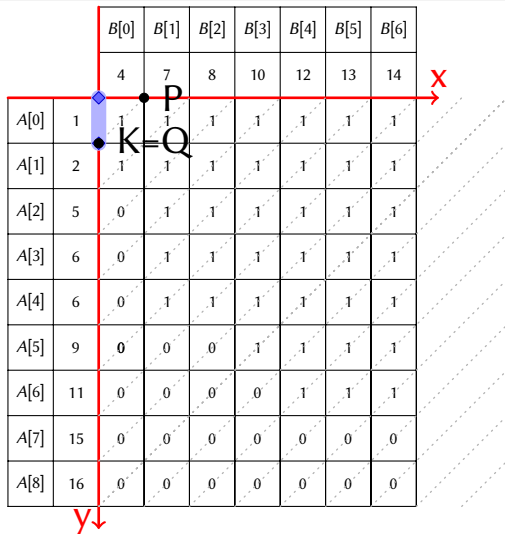 B[0] B[1] B[2] B[3] B[4] B[5] B[6]
4 7 8 10 12 13 14
x
P
A[0] 1 1 1 1 1 1 1 1
K=Q
A[1] 2 1 1 1 1 1 1 1
A[2] 5 0 1 1 1 1 1 1
A[3] 6 0 1 1 1 1 1 1
A[4] 6 0 1 1 1 1 1 1
A[5] 9 0 0 0 1 1 1 1
A[6] 11 0 0 0 0 1 1 1
A[7] 15 0 0 0 0 0 0 0
A[8] 16 0 0 0 0 0 0 0
y